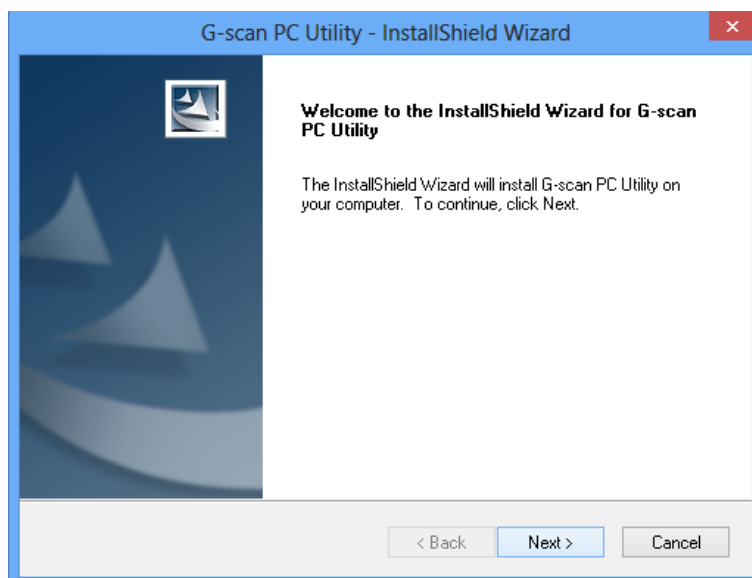 G-scan PC Utility - InstallShield Wizard
Welcome to the InstallShield Wizard for G-scan
PC Utility
The InstallShield Wizard will install G-scan PC Utility on
your computer.  To continue, click Next.
< Back
Next >
Cancel